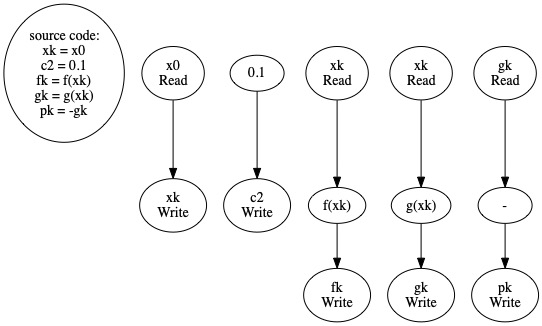 source code:
xk = x0
c2 = 0.1
fk = f(xk)
gk = g(xk)
pk = -gk
x0
Read
0.1
xk
Read
xk
Read
gk
Read
xk
Write
c2
Write
f(xk)
g(xk)
-
fk
Write
gk
Write
pk
Write